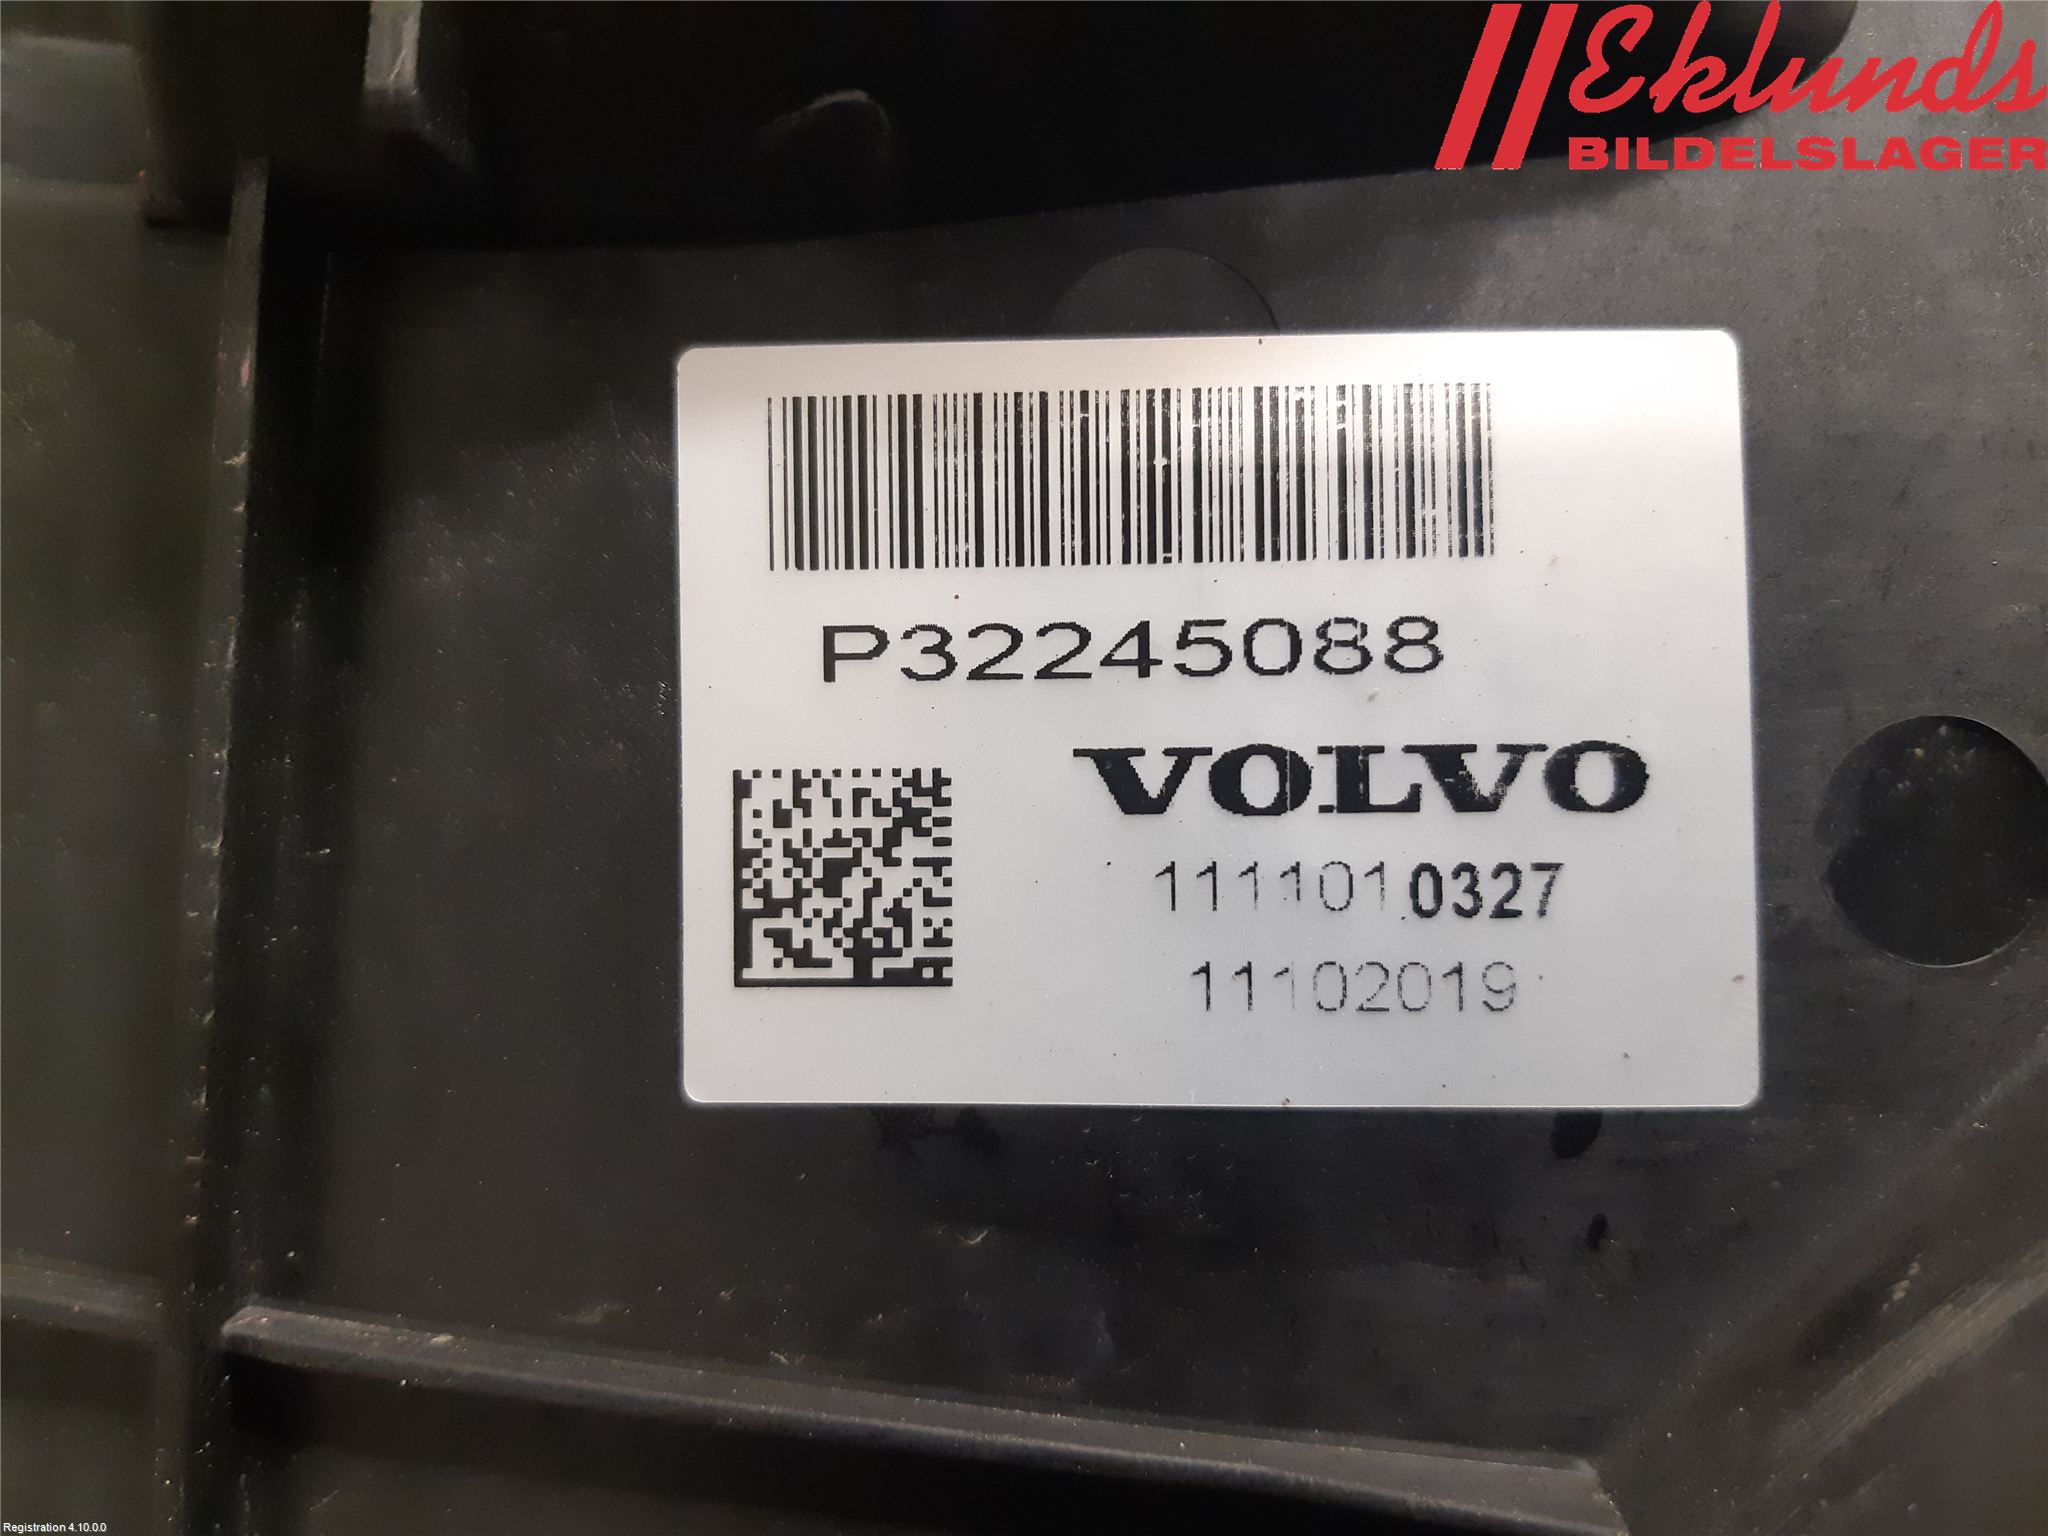 Eklunds
BILDELSLAGER
P32245088
VOLVO
1111010327
11102019
Registration 4.10.0.0